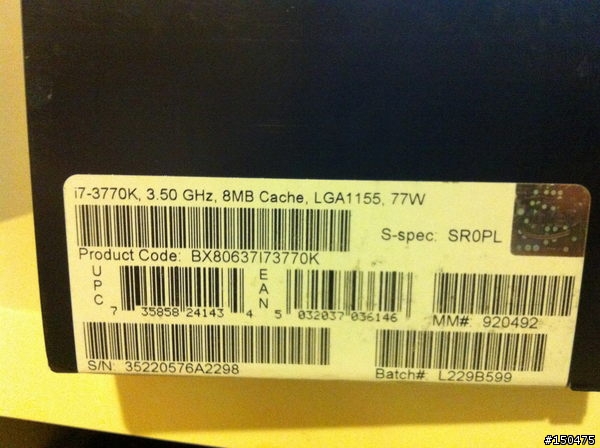 i7-3770K, 3.50 GHz, 8MB Cache, LGA1155, 77W
S-spec: SR0PL
Product Code: BX80637I73770K
UPC
7 35858 24143 4
EAN
5 032037 036146
MM# 920492
S/N: 35220576A2298
Batch#: L229B599
#150475